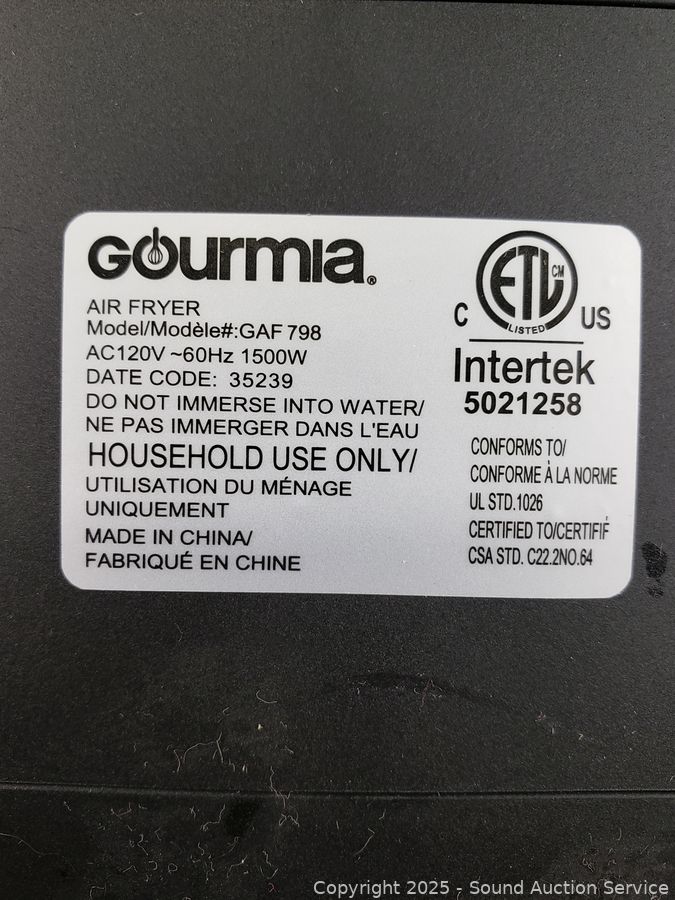 GOURMIA®
AIR FRYER
Model/Modèle#:GAF 798
AC120V ~60Hz 1500W
DATE CODE: 35239
DO NOT IMMERSE INTO WATER/
NE PAS IMMERGER DANS L'EAU
HOUSEHOLD USE ONLY/
UTILISATION DU MÉNAGE
UNIQUEMENT
MADE IN CHINA/
FABRIQUÉ EN CHINE
ETL CM
LISTED
C US
Intertek
5021258
CONFORMS TO/
CONFORME À LA NORME
UL STD.1026
CERTIFIED TO/CERTIFIÉ
CSA STD. C22.2NO.64
Copyright 2025 - Sound Auction Service